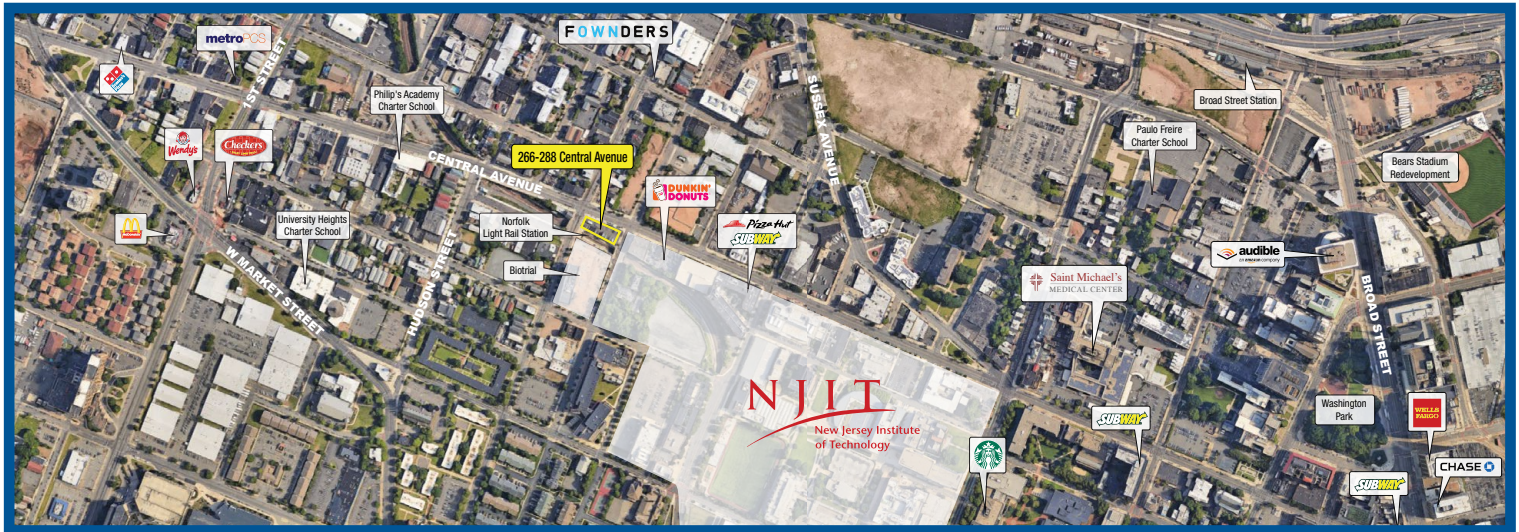 metroPCS
FOWNDERS
1ST STREET
Philip's Academy
Charter School
Broad Street Station
SUSSEX AVENUE
Paulo Freire
Charter School
Wendy's
Checkers
CENTRAL AVENUE
266-288 Central Avenue
Bears Stadium
Redevelopment
DUNKIN'
DONUTS
University Heights
Charter School
Norfolk
Light Rail Station
Pizza Hut
SUBWAY
W MARKET STREET
HUDSON STREET
Biotrial
audible
an amazon company
Saint Michael's
MEDICAL CENTER
BROAD STREET
NJIT
New Jersey Institute
of Technology
Washington
Park
WELLS
FARGO
SUBWAY
CHASE
SUBWAY